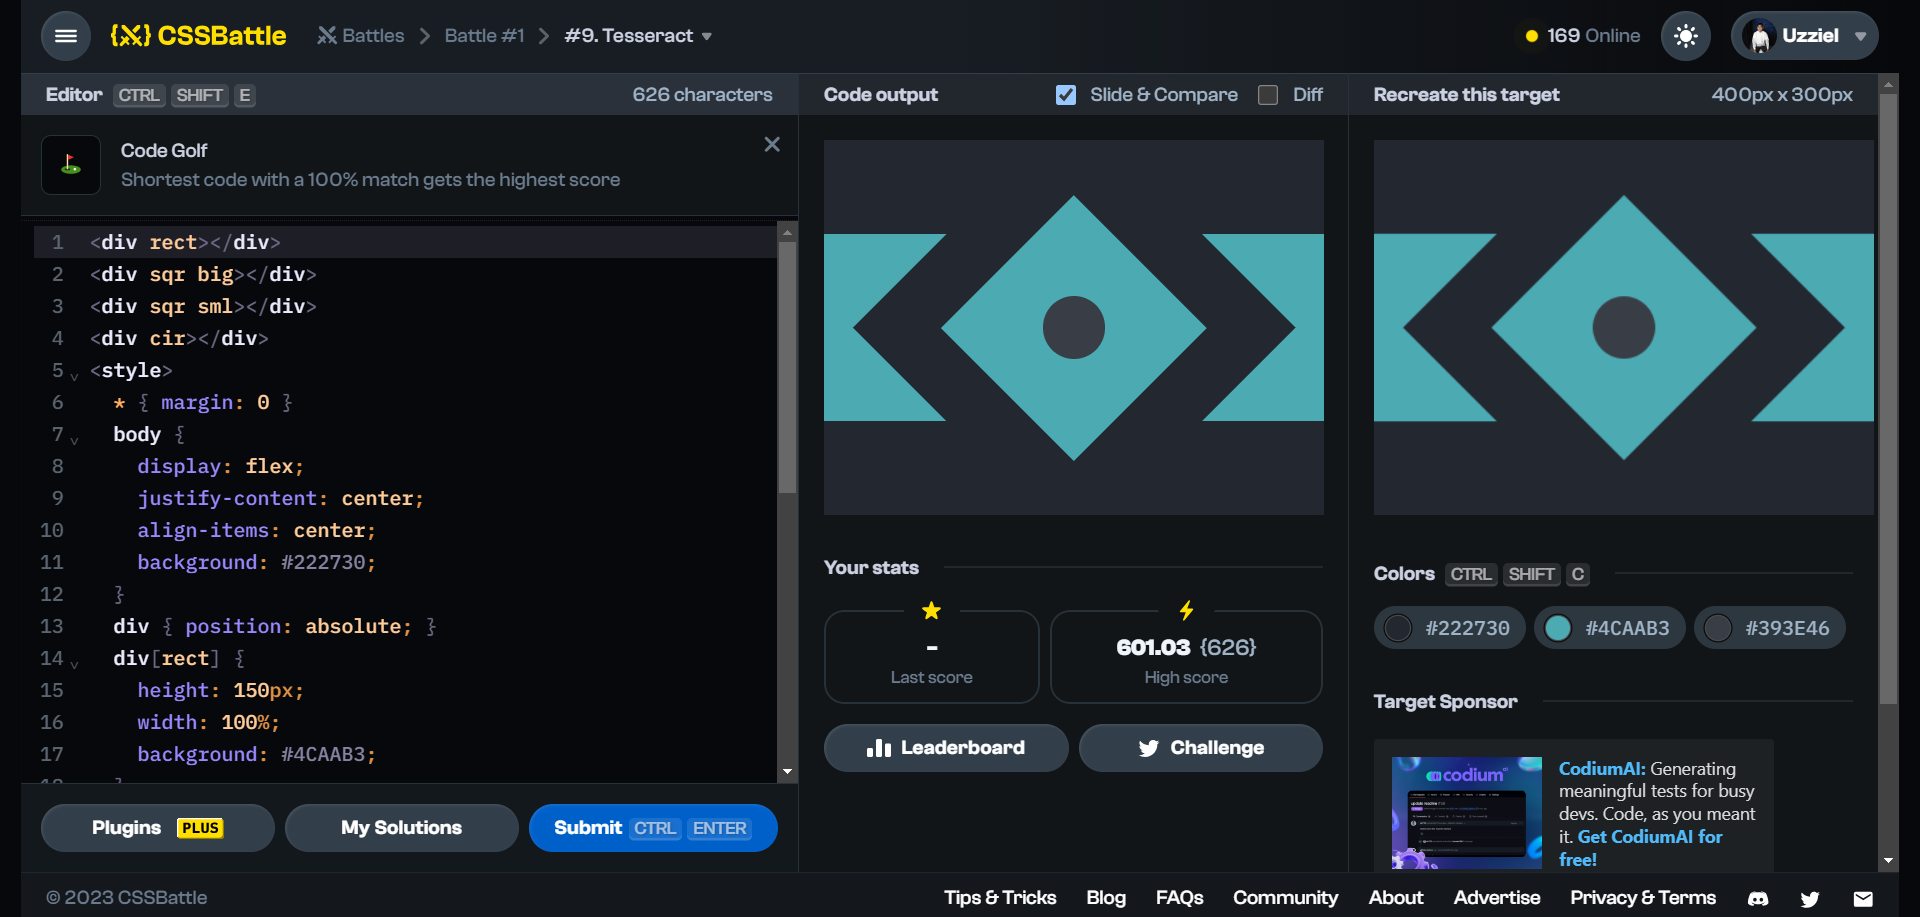 {X} CSSBattle
Battles > Battle #1 > #9. Tesseract
169 Online
Uzziel
Editor CTRL SHIFT E
626 characters
Code output
Slide & Compare
Diff
Recreate this target
400px x 300px
Code Golf
Shortest code with a 100% match gets the highest score
1 <div rect></div>
2 <div sqr big></div>
3 <div sqr sml></div>
4 <div cir></div>
5 <style>
6 * { margin: 0 }
7 body {
8 display: flex;
9 justify-content: center;
10 align-items: center;
11 background: #222730;
12 }
13 div { position: absolute; }
14 div[rect] {
15 height: 150px;
16 width: 100%;
17 background: #4CAAB3;
Plugins PLUS
My Solutions
Submit CTRL ENTER
Your stats
-
Last score
601.03 {626}
High score
Leaderboard
Challenge
Colors CTRL SHIFT C
#222730
#4CAAB3
#393E46
Target Sponsor
codium
CodiumAI: Generating
meaningful tests for busy
devs. Code, as you meant
it. Get CodiumAI for
free!
© 2023 CSSBattle
Tips & Tricks
Blog
FAQs
Community
About
Advertise
Privacy & Terms